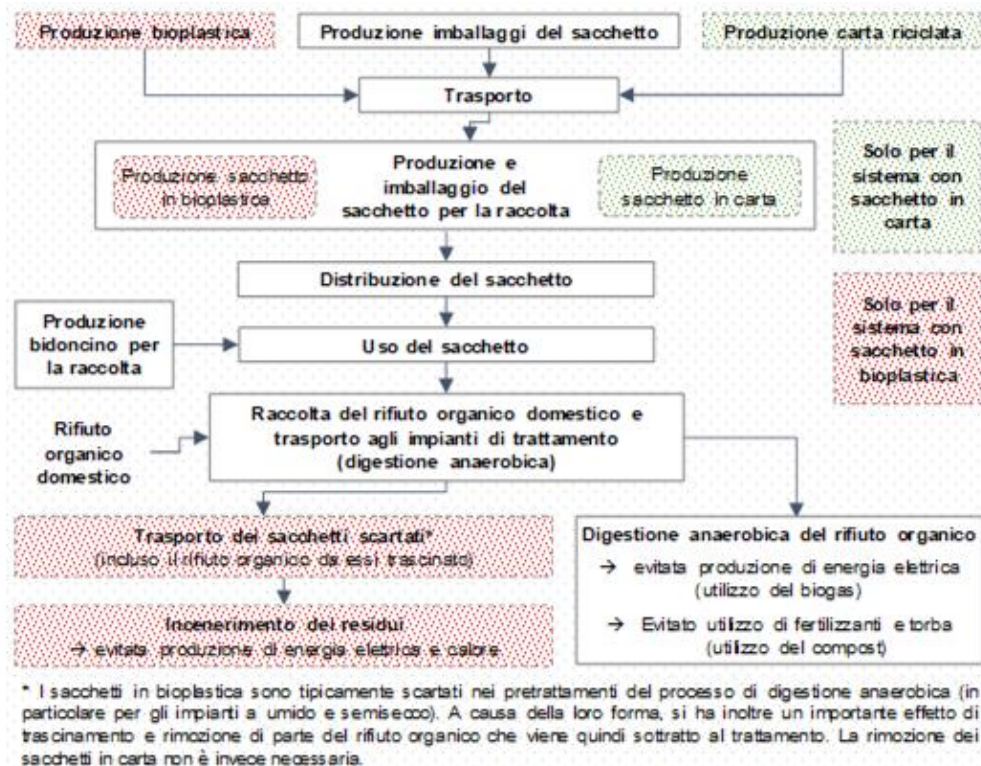 Produzione bioplastica
Produzione imballaggi del sacchetto
Produzione carta riciclata
Trasporto
Produzione sacchetto
in bioplastica
Produzione e
imballaggio del
sacchetto per la raccolta
Produzione
sacchetto in carta
Solo per il
sistema con
sacchetto in
carta
Distribuzione del sacchetto
Solo per il
sistema con
sacchetto in
bioplastica
Produzione
bidoncino per
la raccolta
Uso del sacchetto
Rifiuto
organico
domestico
Raccolta del rifiuto organico domestico e
trasporto agli impianti di trattamento
(digestione anaerobica)
Trasporto dei sacchetti scartati*
(incluso il rifiuto organico da essi trascinato)
Incenerimento dei residui
→ evitata produzione di energia elettrica e calore
Digestione anaerobica del rifiuto organico
→ evitata produzione di energia elettrica
(utilizzo del biogas)
→ Evitato utilizzo di fertilizzanti e torba
(utilizzo del compost)
* I sacchetti in bioplastica sono tipicamente scartati nei pretrattamenti del processo di digestione anaerobica (in
particolare per gli impianti a umido e semisecco). A causa della loro forma, si ha inoltre un importante effetto di
trascinamento e rimozione di parte del rifiuto organico che viene quindi sottratto al trattamento. La rimozione dei
sacchetti in carta non è invece necessaria.